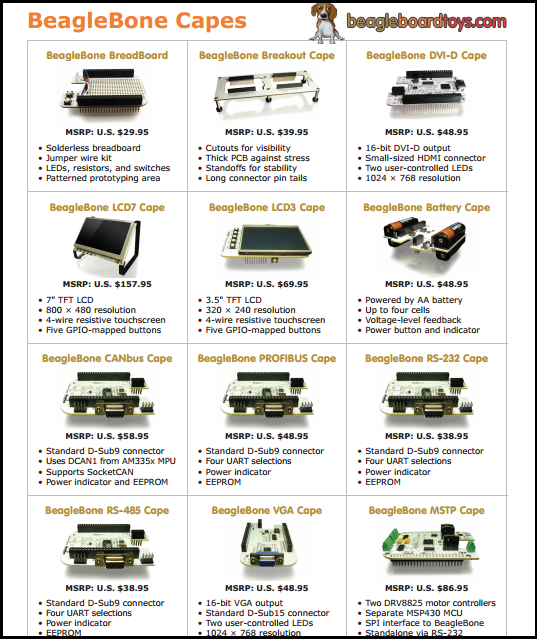 BeagleBone Capes
beagleboardtoys.com
BeagleBone BreadBoard
MSRP: U.S. $29.95
• Solderless breadboard
• Jumper wire kit
• LEDs, resistors, and switches
• Patterned prototyping area
BeagleBone Breakout Cape
MSRP: U.S. $39.95
• Cutouts for visibility
• Thick PCB against stress
• Standoffs for stability
• Long connector pin tails
BeagleBone DVI-D Cape
MSRP: U.S. $48.95
• 16-bit DVI-D output
• Small-sized HDMI connector
• Two user-controlled LEDs
• 1024 × 768 resolution
BeagleBone LCD7 Cape
MSRP: U.S. $157.95
• 7" TFT LCD
• 800 × 480 resolution
• 4-wire resistive touchscreen
• Five GPIO-mapped buttons
BeagleBone LCD3 Cape
MSRP: U.S. $69.95
• 3.5" TFT LCD
• 320 × 240 resolution
• 4-wire resistive touchscreen
• Five GPIO-mapped buttons
BeagleBone Battery Cape
MSRP: U.S. $48.95
• Powered by AA battery
• Up to four cells
• Voltage-level feedback
• Power button and indicator
BeagleBone CANbus Cape
MSRP: U.S. $58.95
• Standard D-Sub9 connector
• Uses DCAN1 from AM335x MPU
• Supports SocketCAN
• Power indicator and EEPROM
BeagleBone PROFIBUS Cape
MSRP: U.S. $48.95
• Standard D-Sub9 connector
• Four UART selections
• Power indicator
• EEPROM
BeagleBone RS-232 Cape
MSRP: U.S. $38.95
• Standard D-Sub9 connector
• Four UART selections
• Power indicator
• EEPROM
BeagleBone RS-485 Cape
MSRP: U.S. $38.95
• Standard D-Sub9 connector
• Four UART selections
• Power indicator
• EEPROM
BeagleBone VGA Cape
MSRP: U.S. $48.95
• 16-bit VGA output
• Standard D-Sub15 connector
• Two user-controlled LEDs
• 1024 × 768 resolution
BeagleBone MSTP Cape
MSRP: U.S. $86.95
• Two DRV8825 motor controllers
• Separate MSP430 MCU
• SPI interface to BeagleBone
• Standalone via RS-232